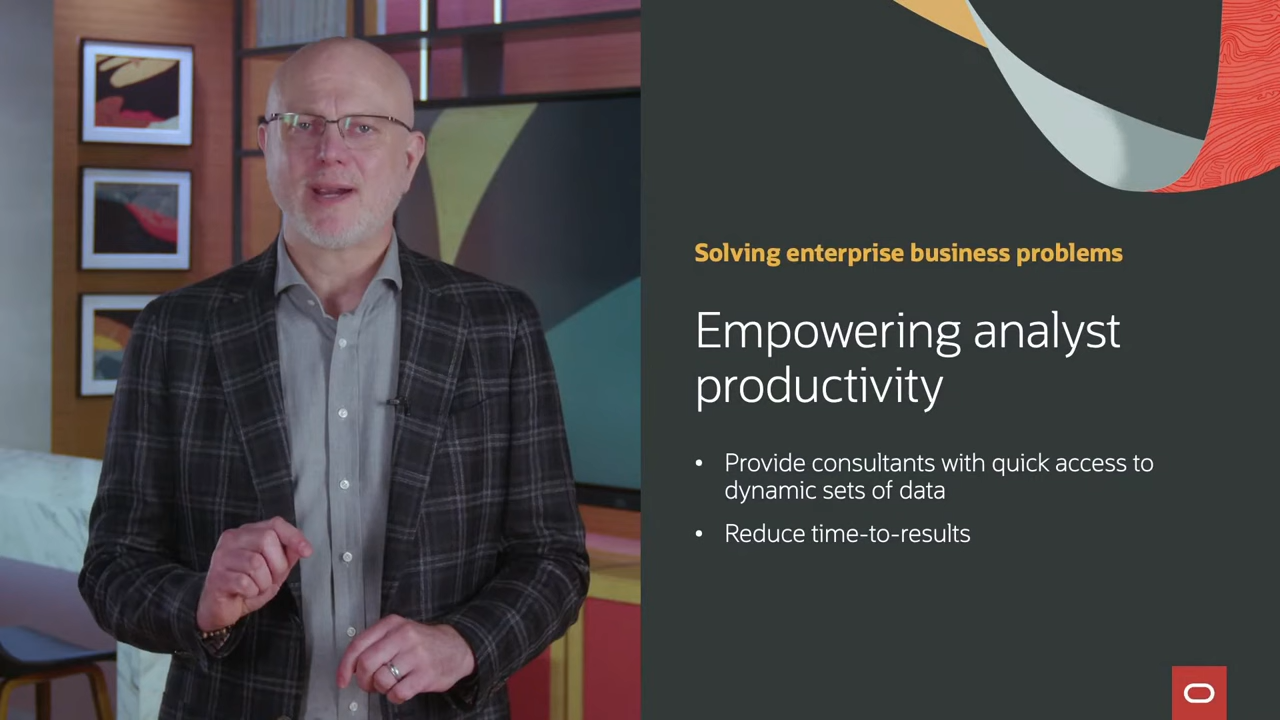 Solving enterprise business problems
Empowering analyst
productivity
• Provide consultants with quick access to
dynamic sets of data
• Reduce time-to-results